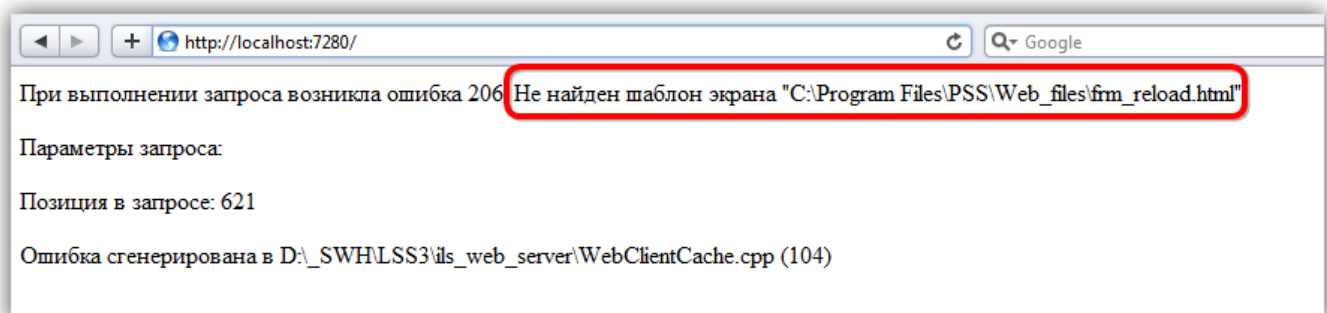 http://localhost:7280/
Google
При выполнении запроса возникла ошибка 206 Не найден шаблон экрана "C:\Program Files\PSS\Web_files\frm_reload.html"
Параметры запроса:
Позиция в запросе: 621
Ошибка сгенерирована в D:\_SWH\LSS3\ils_web_server\WebClientCache.cpp (104)